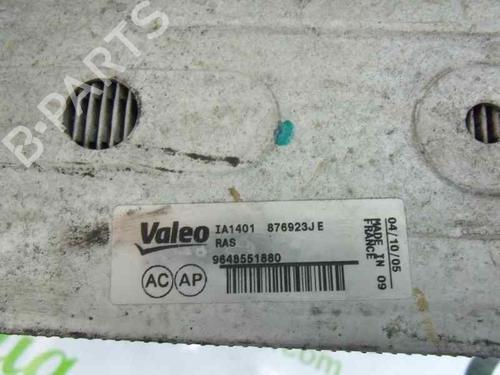 B-PARTS
Valeo
IA1401 876923J E
RAS
9648551880
AC AP
04/10/05
MADE IN 09
FRANCE